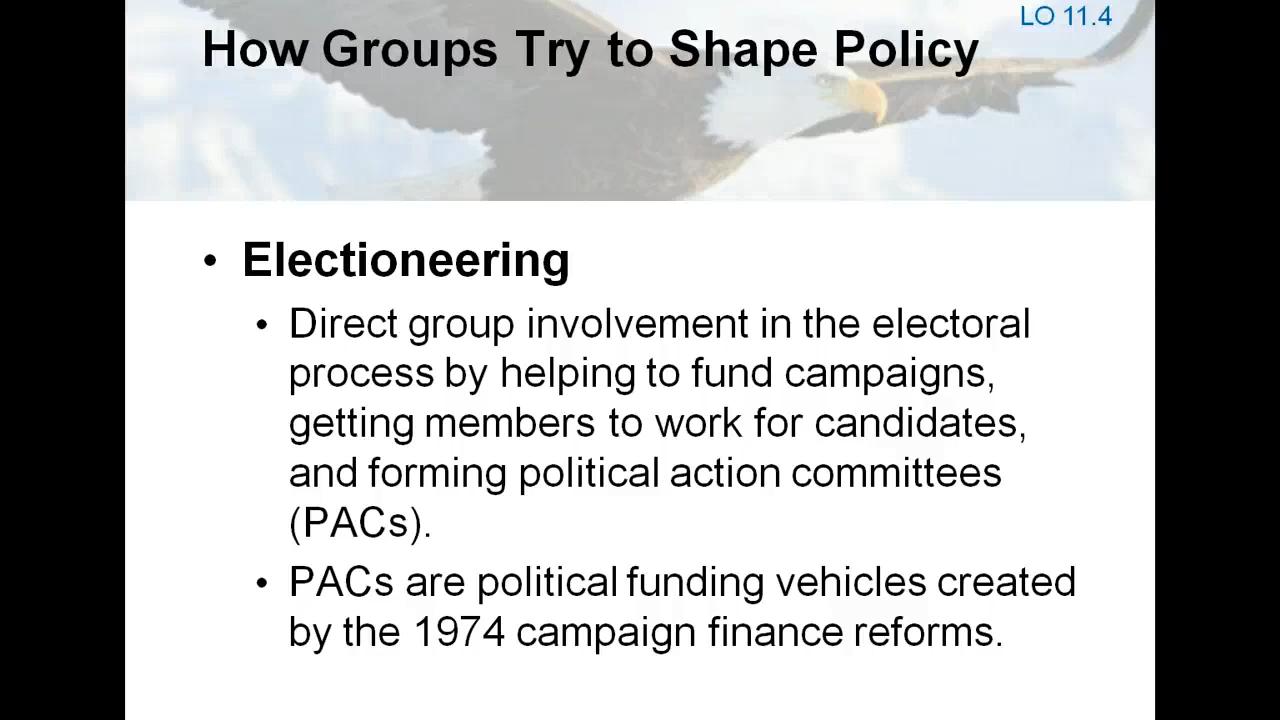 LO 11.4
How Groups Try to Shape Policy
• Electioneering
• Direct group involvement in the electoral
process by helping to fund campaigns,
getting members to work for candidates,
and forming political action committees
(PACs).
• PACs are political funding vehicles created
by the 1974 campaign finance reforms.